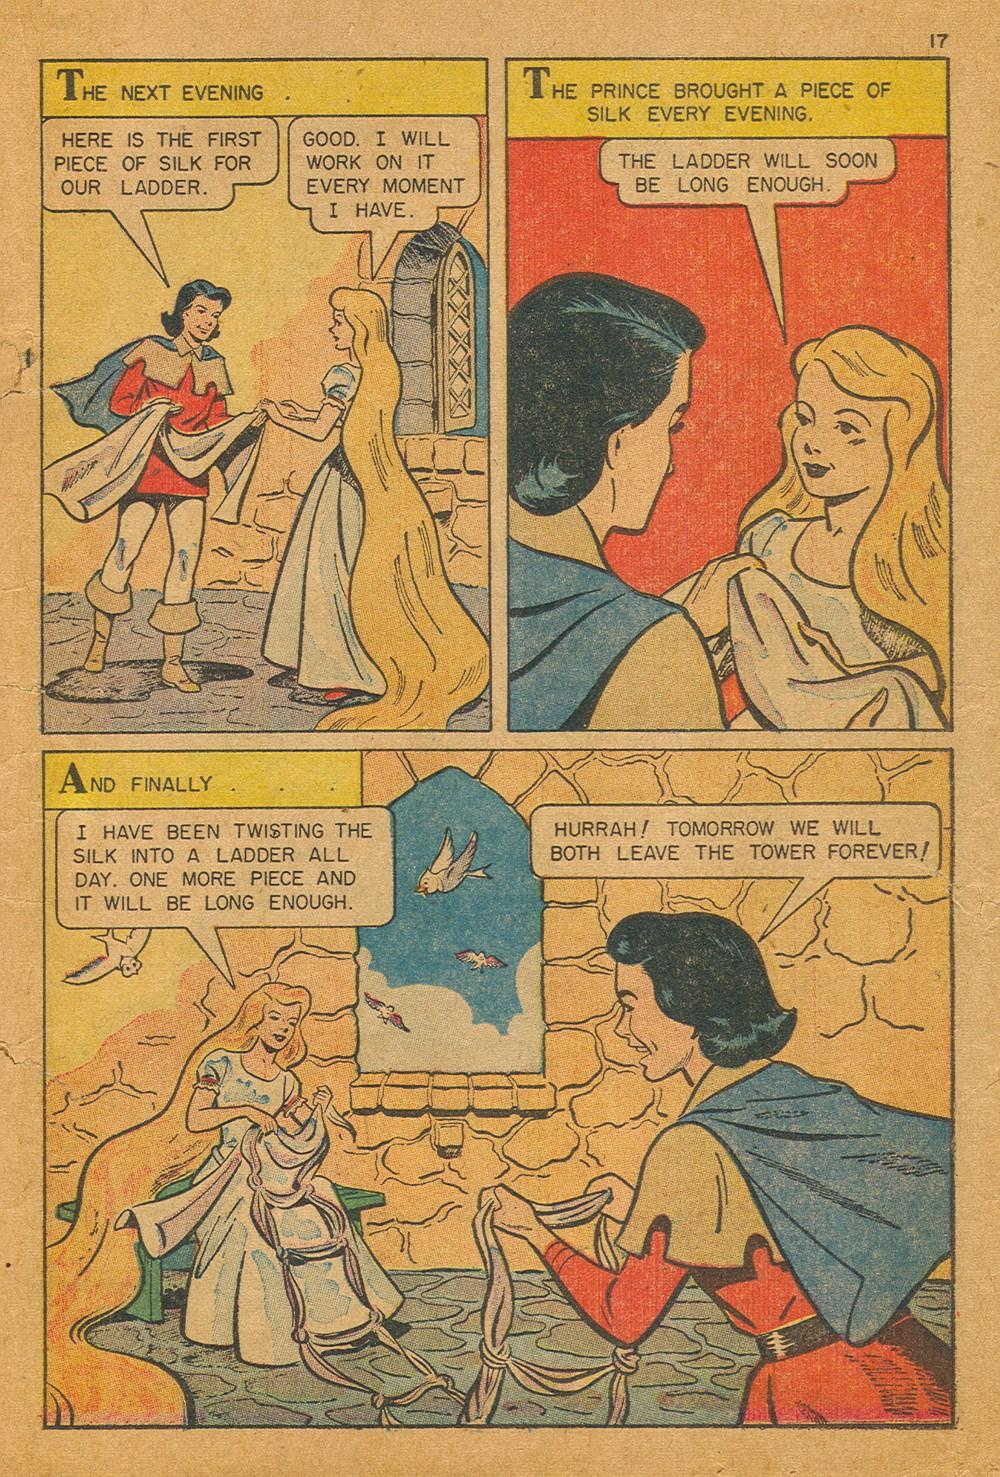 17
THE NEXT EVENING .
HERE IS THE FIRST
PIECE OF SILK FOR
OUR LADDER.
GOOD. I WILL
WORK ON IT
EVERY MOMENT
I HAVE.
THE PRINCE BROUGHT A PIECE OF
SILK EVERY EVENING.
THE LADDER WILL SOON
BE LONG ENOUGH.
AND FINALLY . . .
I HAVE BEEN TWISTING THE
SILK INTO A LADDER ALL
DAY. ONE MORE PIECE AND
IT WILL BE LONG ENOUGH.
HURRAH! TOMORROW WE WILL
BOTH LEAVE THE TOWER FOREVER!